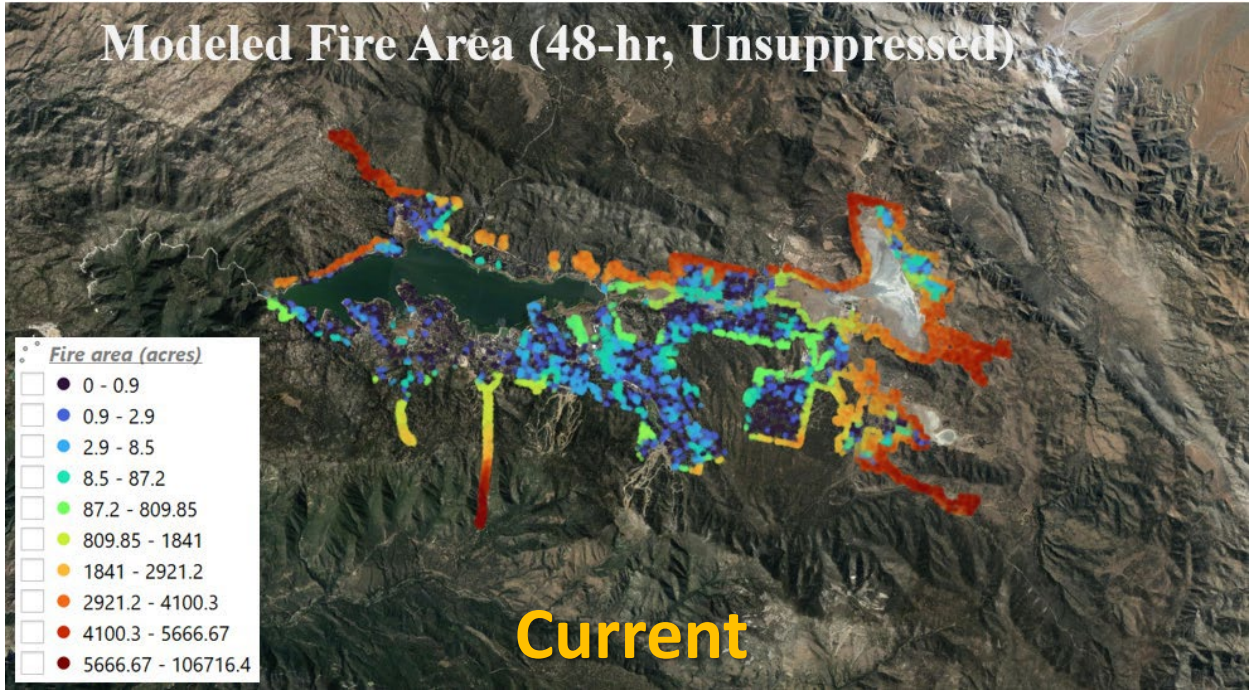 Modeled Fire Area (48-hr, Unsuppressed)
Fire area (acres)
0 - 0.9
0.9 - 2.9
2.9 - 8.5
8.5 - 87.2
87.2 - 809.85
809.85 - 1841
1841 - 2921.2
2921.2 - 4100.3
4100.3 - 5666.67
5666.67 - 106716.4
Current